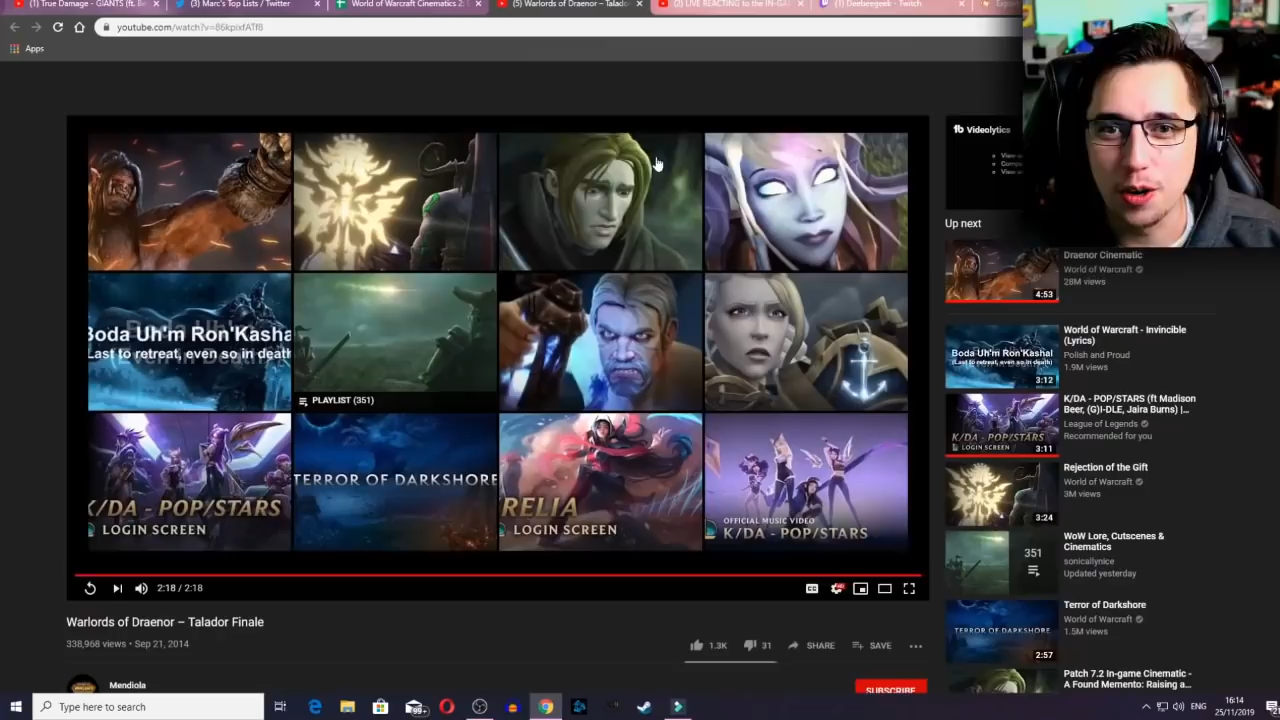 (1) True Damage - GIANTS (ft. Be
(3) Marc's Top Lists / Twitter
World of Warcraft Cinematics 2:
(5) Warlords of Draenor – Talado
(2) LIVE REACTING to the IN-GA
(1) Deebeegeek - Twitch
youtube.com/watch?v=86kpixfATf8
Apps
Videolytics
Up next
Draenor Cinematic
World of Warcraft
28M views
4:53
Boda Uh'm Ron'Kasha
Last to retreat, even so in death
PLAYLIST (351)
World of Warcraft - Invincible
(Lyrics)
Polish and Proud
1.9M views
Boda Uh'm Ron'Kashal
(Last to retreat, even so in death)
3:12
K/DA - POP/STARS (ft Madison
Beer, (G)I-DLE, Jaira Burns) |...
League of Legends
Recommended for you
K/DA - POP/STARS
LOGIN SCREEN
3:11
K/DA - POP/STARS
LOGIN SCREEN
TERROR OF DARKSHORE
RELIA
LOGIN SCREEN
OFFICIAL MUSIC VIDEO
K/DA - POP/STARS
Rejection of the Gift
World of Warcraft
3M views
3:24
WoW Lore, Cutscenes &
Cinematics
sonicallynice
Updated yesterday
351
2:18 / 2:18
Terror of Darkshore
World of Warcraft
1.5M views
TERROR OF DARKSHORE
2:57
Warlords of Draenor – Talador Finale
338,968 views • Sep 21, 2014
1.3K
31
SHARE
SAVE
Patch 7.2 In-game Cinematic -
A Found Memento: Raising a...
Mendiola
SUBSCRIBE
Type here to search
99+
ENG
16:14
25/11/2019